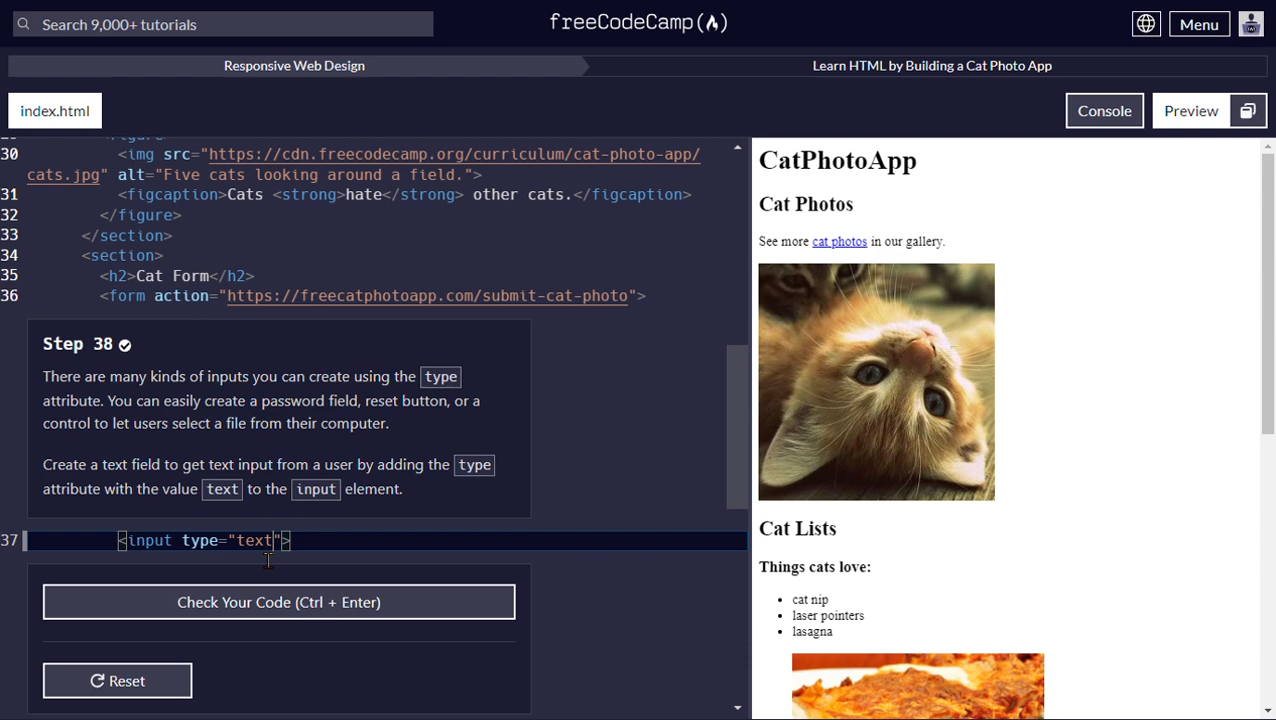 Search 9,000+ tutorials
freeCodeCamp
Menu
Responsive Web Design
Learn HTML by Building a Cat Photo App
index.html
Console
Preview
30 <img src="https://cdn.freecodecamp.org/curriculum/cat-photo-app/
cats.jpg" alt="Five cats looking around a field.">
31 <figcaption>Cats <strong>hate</strong> other cats.</figcaption>
32 </figure>
33 </section>
34 <section>
35 <h2>Cat Form</h2>
36 <form action="https://freecatphotoapp.com/submit-cat-photo">
Step 38
There are many kinds of inputs you can create using the type
attribute. You can easily create a password field, reset button, or a
control to let users select a file from their computer.
Create a text field to get text input from a user by adding the type
attribute with the value text to the input element.
37 <input type="text">
Check Your Code (Ctrl + Enter)
Reset
CatPhotoApp
Cat Photos
See more cat photos in our gallery.
Cat Lists
Things cats love:
cat nip
laser pointers
lasagna